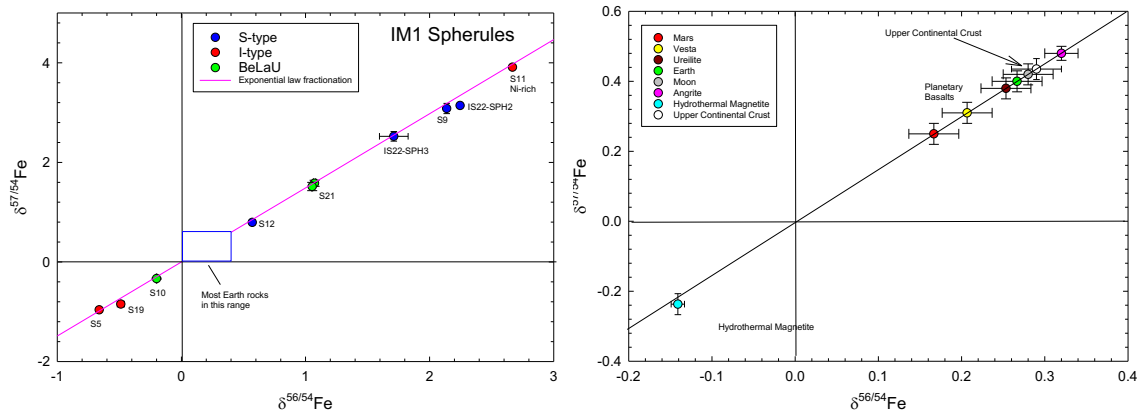 IM1 Spherules
S-type
I-type
BeLaU
Exponential law fractionation
S11
Ni-rich
IS22-SPH2
S9
IS22-SPH3
S21
S12
S10
Most Earth rocks
in this range
S19
S5
δ57/54Fe
4
2
0
-2
-1
0
1
2
3
δ56/54Fe
Mars
Vesta
Ureilite
Earth
Moon
Angrite
Hydrothermal Magnetite
Upper Continental Crust
Upper Continental Crust
Planetary
Basalts
Hydrothermal Magnetite
0.6
0.4
0.2
0.0
-0.2
-0.4
-0.2
-0.1
0.0
0.1
0.2
0.3
0.4
δ56/54Fe